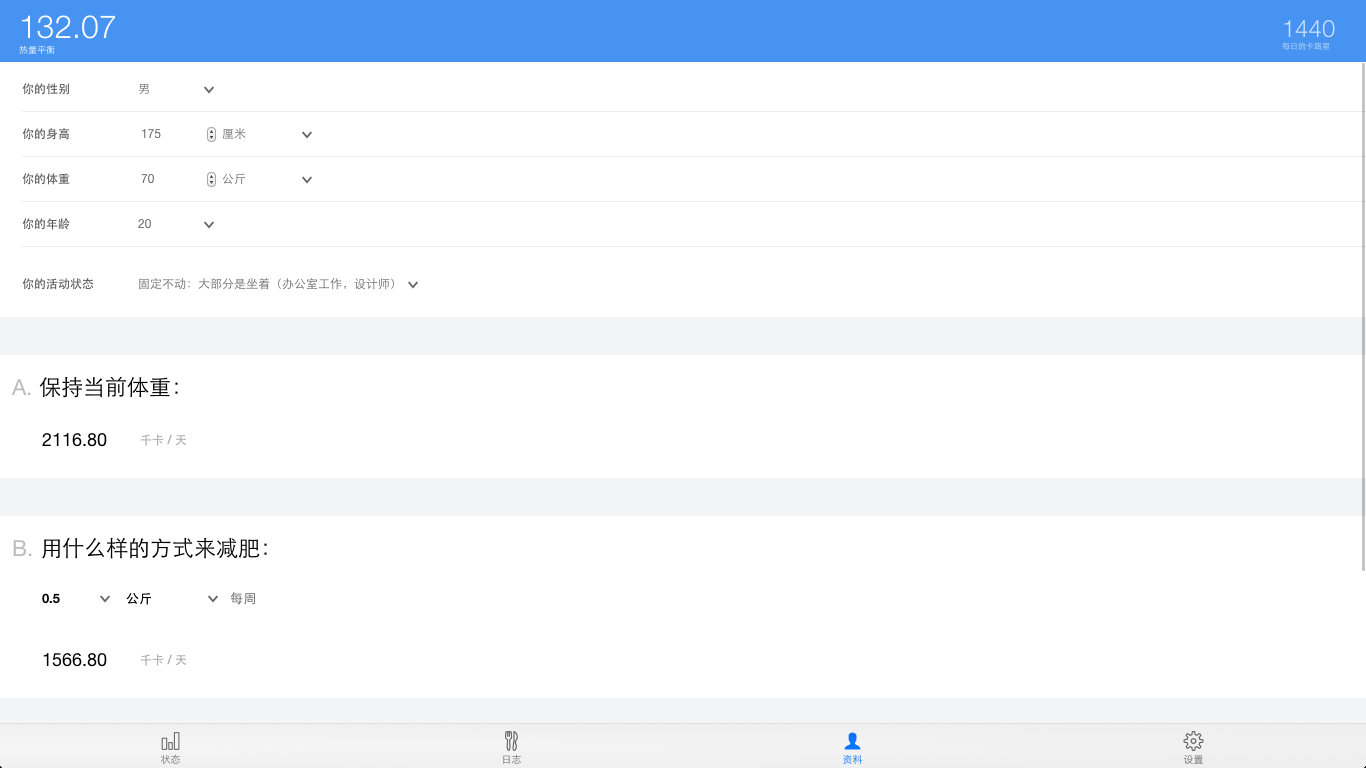 132.07
热量平衡
1440
每日的卡路里
你的性别 男
你的身高 175 厘米
你的体重 70 公斤
你的年龄 20
你的活动状态 固定不动：大部分是坐着（办公室工作，设计师）
A. 保持当前体重：
2116.80 千卡 / 天
B. 用什么样的方式来减肥：
0.5 公斤 每周
1566.80 千卡 / 天
状态 日志 资料 设置